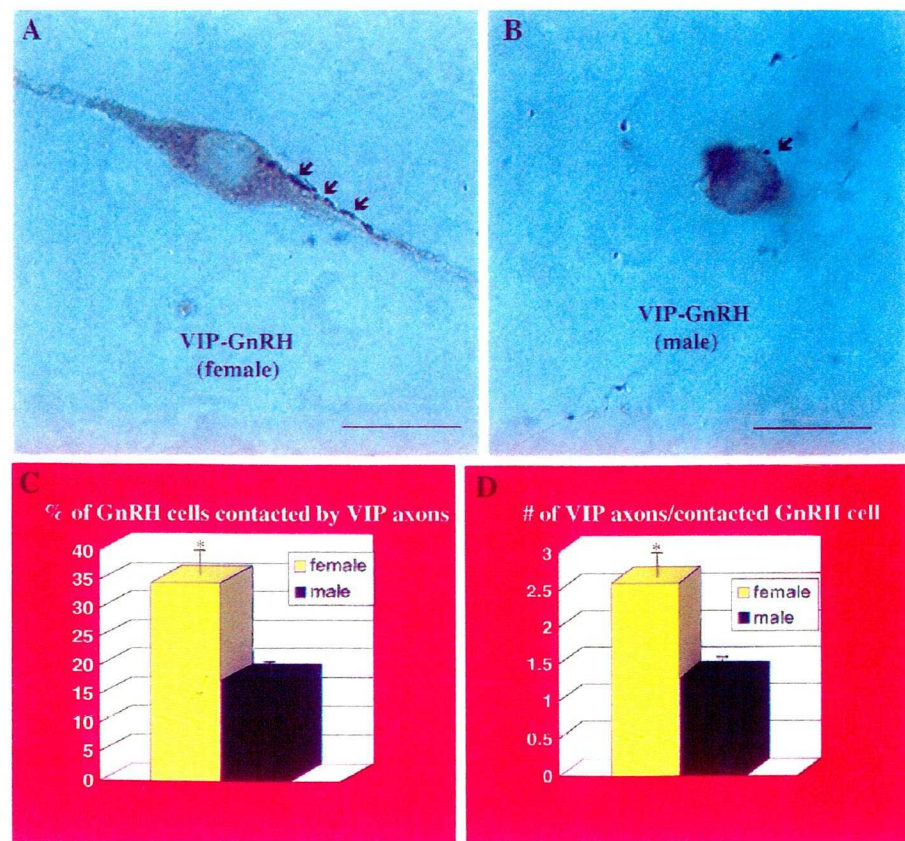 A
VIP-GnRH
(female)
B
VIP-GnRH
(male)
C
% of GnRH cells contacted by VIP axons
40
35
30
25
20
15
10
5
0
*
female
male
D
# of VIP axons/contacted GnRH cell
3
2.5
2
1.5
1
0.5
0
*
female
male